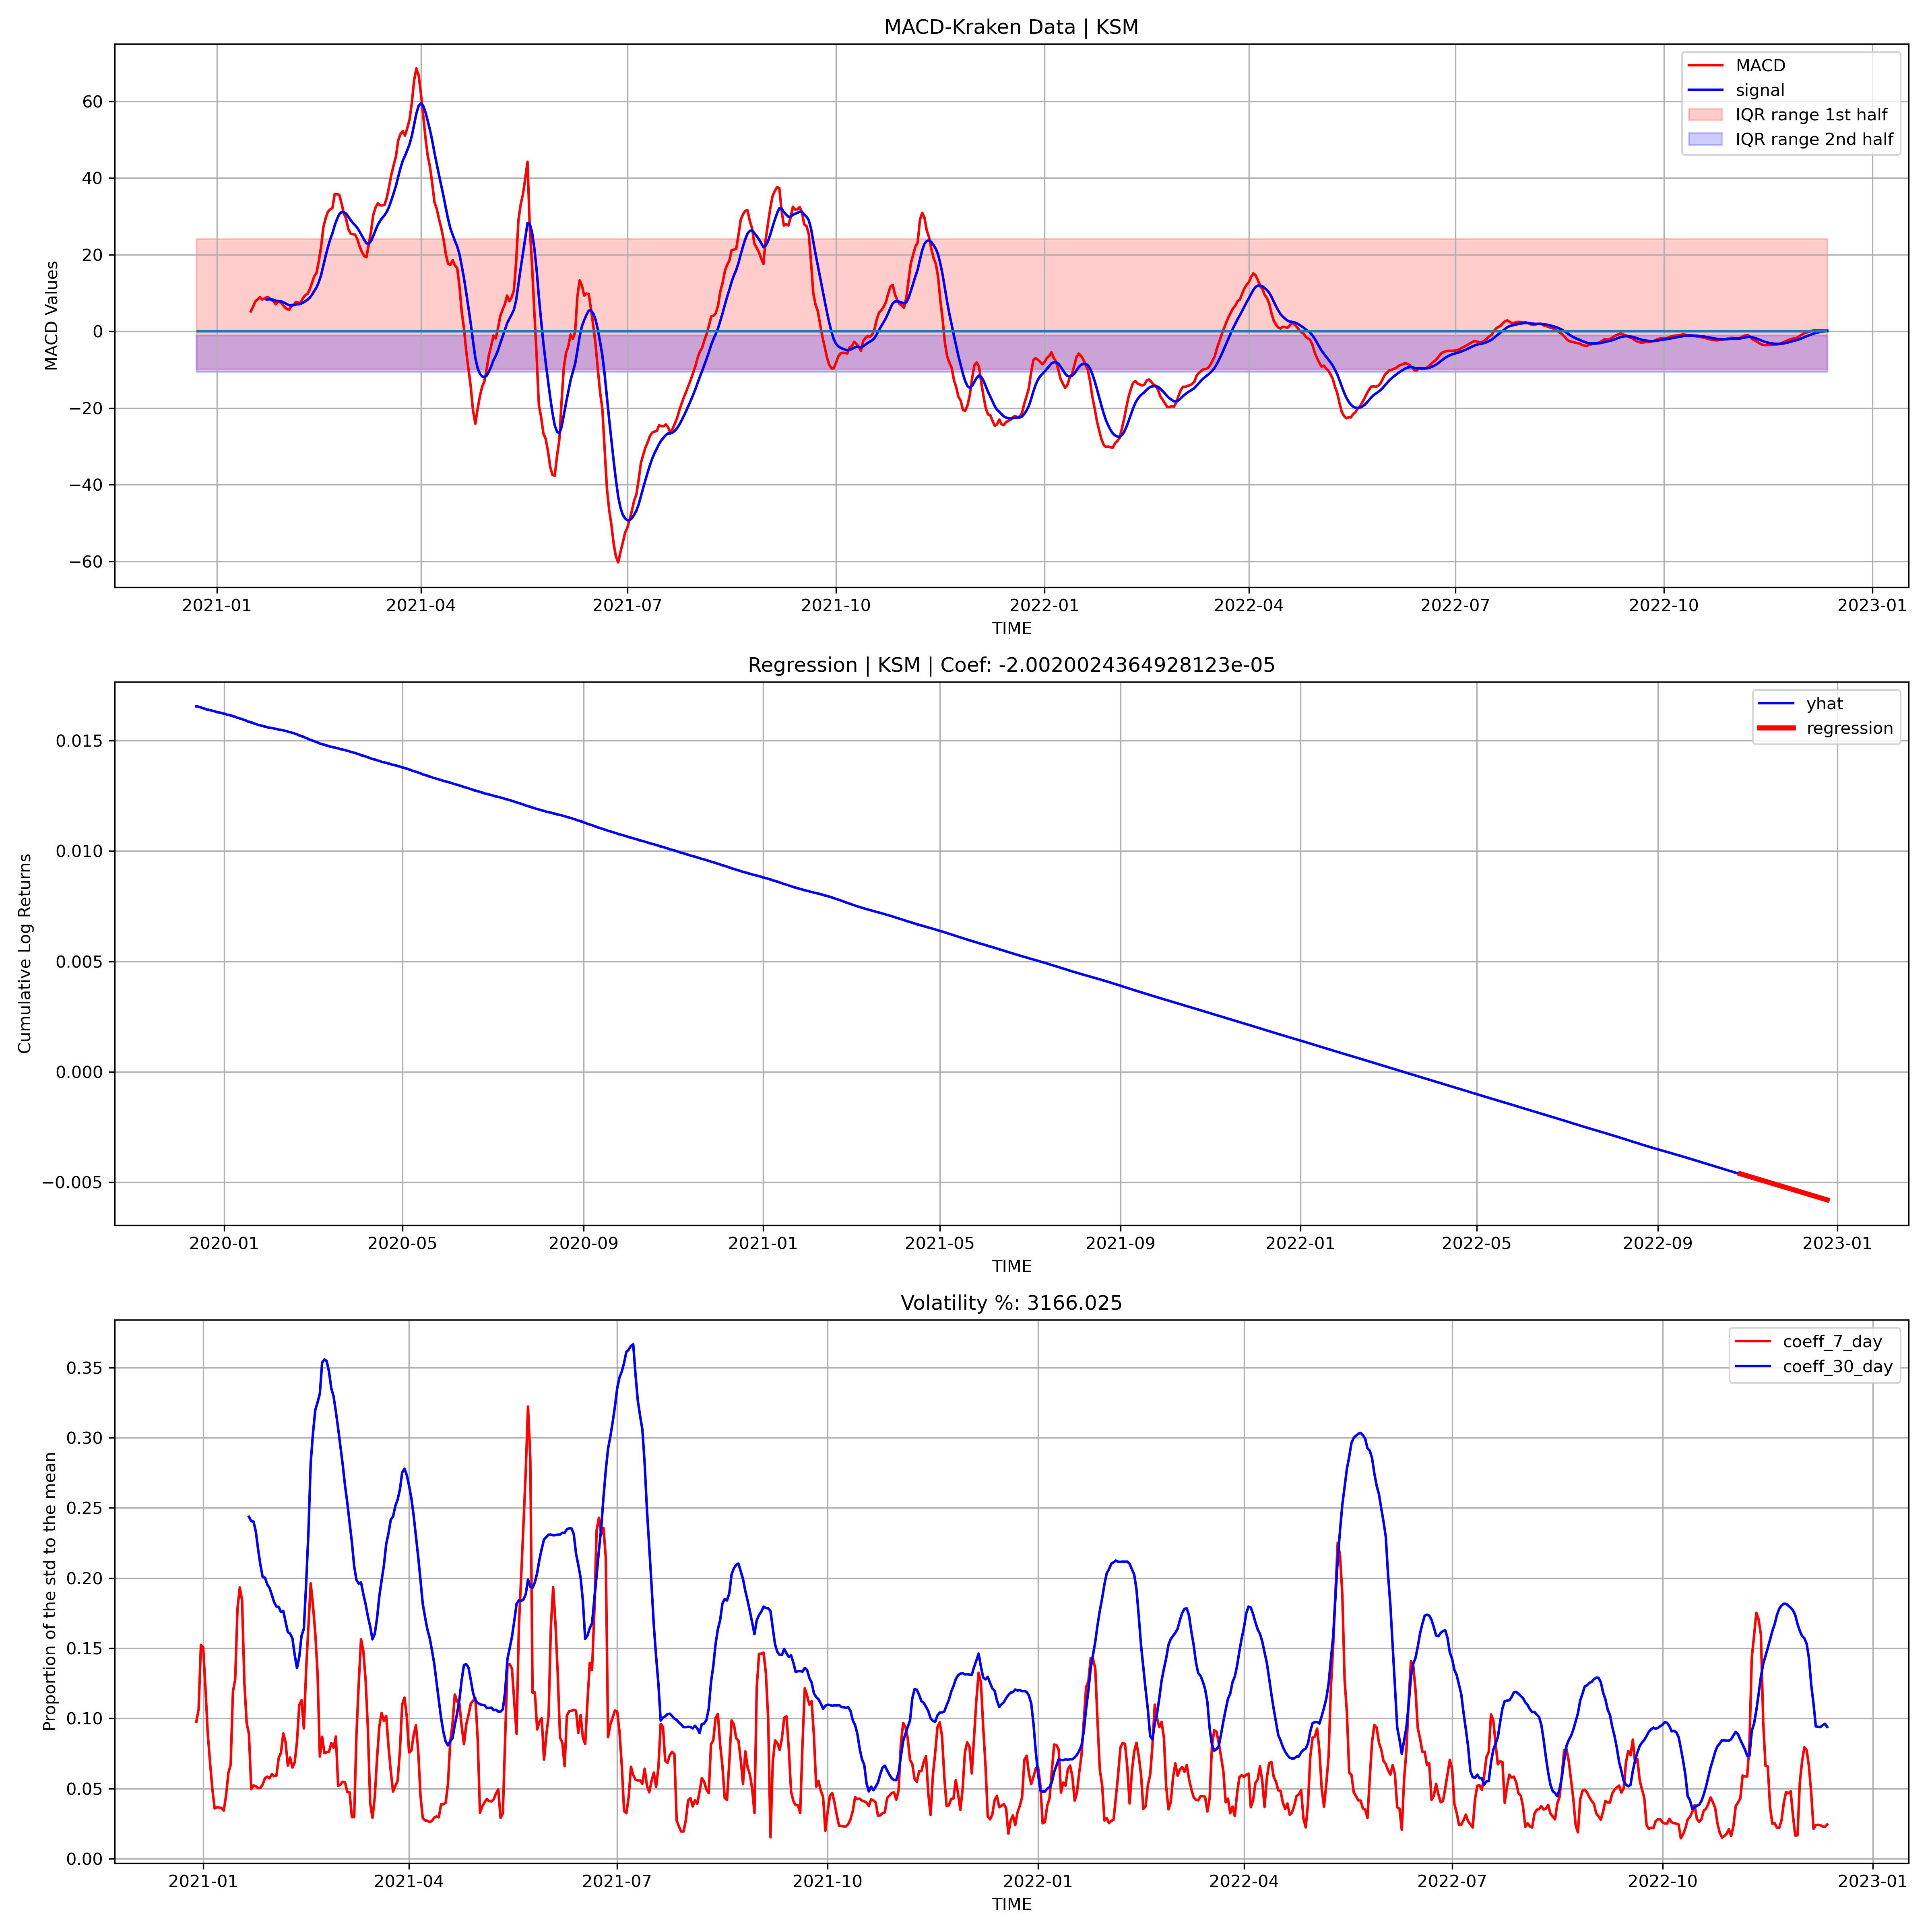 MACD-Kraken Data | KSM
MACD
signal
IQR range 1st half
IQR range 2nd half
MACD Values
60
40
20
0
−20
−40
−60
2021-01 2021-04 2021-07 2021-10 2022-01 2022-04 2022-07 2022-10 2023-01
TIME
Regression | KSM | Coef: -2.0020024364928123e-05
yhat
regression
Cumulative Log Returns
0.015
0.010
0.005
0.000
−0.005
2020-01 2020-05 2020-09 2021-01 2021-05 2021-09 2022-01 2022-05 2022-09 2023-01
TIME
Volatility %: 3166.025
coeff_7_day
coeff_30_day
Proportion of the std to the mean
0.35
0.30
0.25
0.20
0.15
0.10
0.05
0.00
2021-01 2021-04 2021-07 2021-10 2022-01 2022-04 2022-07 2022-10 2023-01
TIME